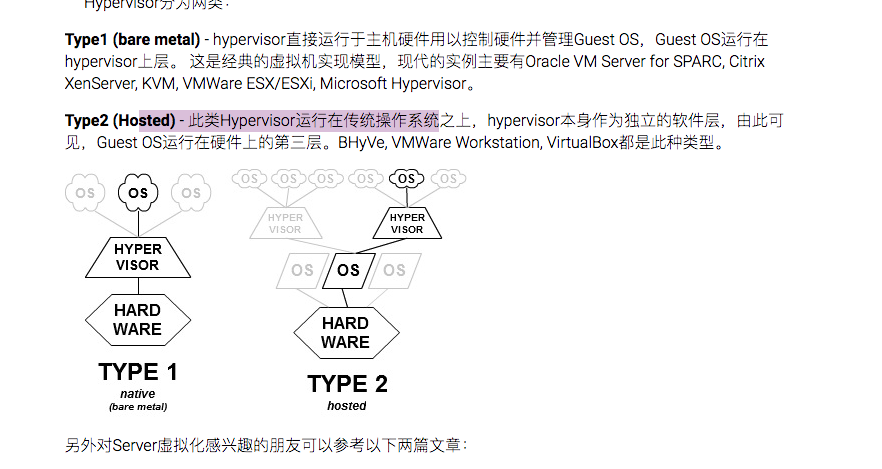 Hypervisor分为两类：
Type1 (bare metal) - hypervisor直接运行于主机硬件用以控制硬件并管理Guest OS，Guest OS运行在
hypervisor上层。 这是经典的虚拟机实现模型，现代的实例主要有Oracle VM Server for SPARC, Citrix
XenServer, KVM, VMWare ESX/ESXi, Microsoft Hypervisor。
Type2 (Hosted) - 此类Hypervisor运行在传统操作系统之上，hypervisor本身作为独立的软件层，由此可
见，Guest OS运行在硬件上的第三层。BHyVe, VMWare Workstation, VirtualBox都是此种类型。
OS OS OS
HYPER
VISOR
HARD
WARE
TYPE 1
native
(bare metal)
OS OS OS OS OS OS
HYPER
VISOR
HYPER
VISOR
OS OS OS
HARD
WARE
TYPE 2
hosted
另外对Server虚拟化感兴趣的朋友可以参考以下两篇文章：